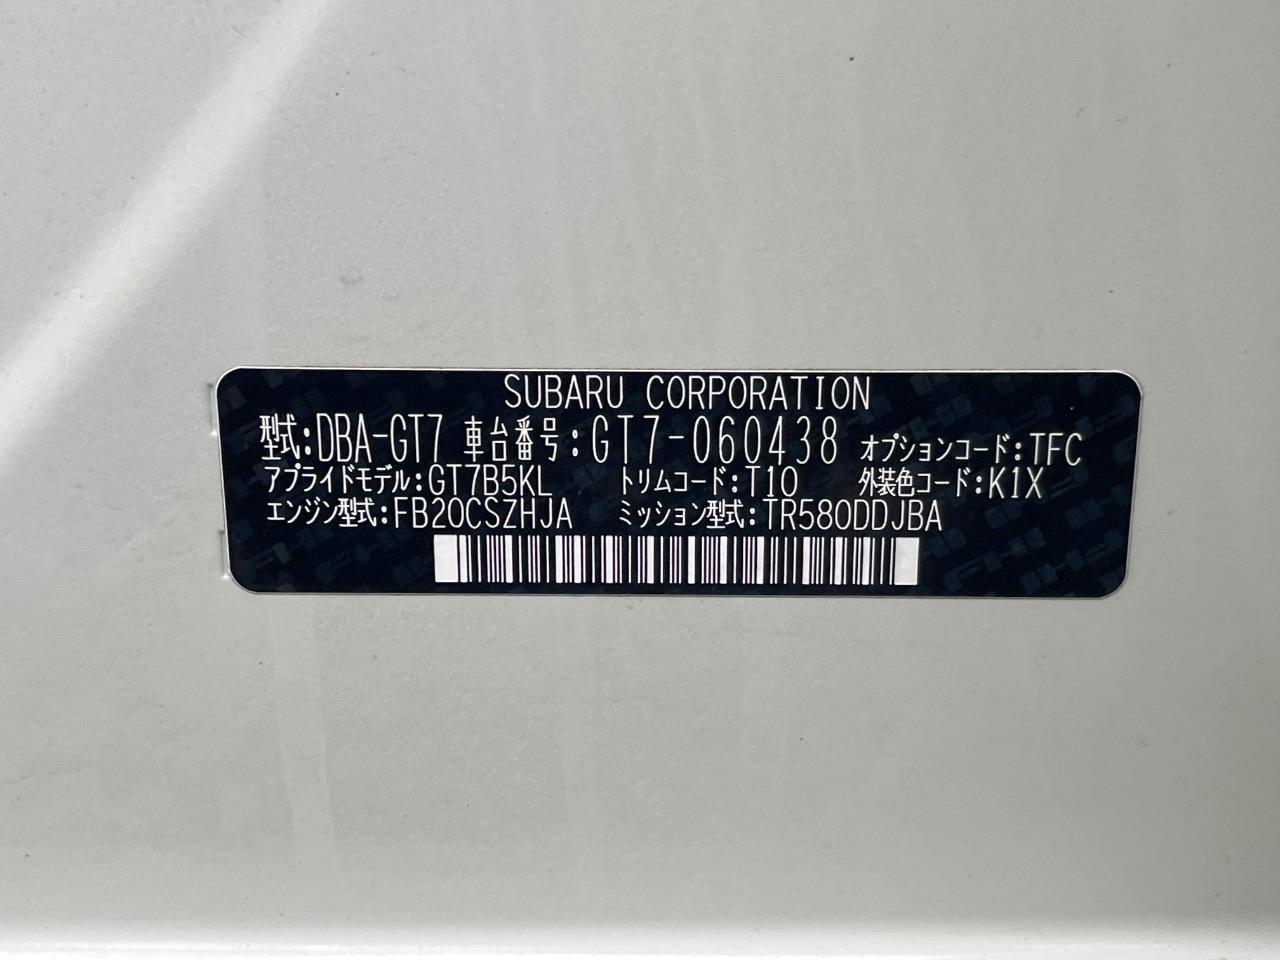 SUBARU CORPORATION
型式:DBA-GT7 車台番号:GT7-060438 オプションコード:TFC
アプライドモデル:GT7B5KL トリムコード:T10 外装色コード:K1X
エンジン型式:FB20CSZHJA ミッション型式:TR580DDJBA